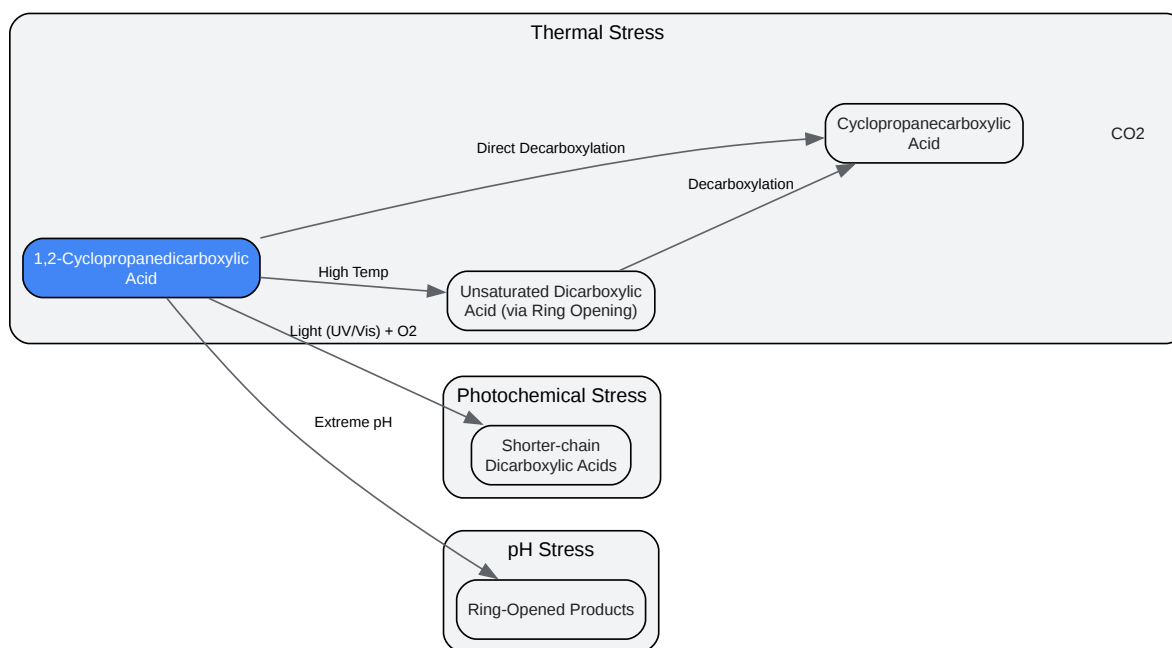 Thermal Stress
Cyclopropanecarboxylic
Acid
CO2
Direct Decarboxylation
Decarboxylation
1,2-Cyclopropanedicarboxylic
Acid
High Temp
Unsaturated Dicarboxylic
Acid (via Ring Opening)
Light (UV/Vis) + O2
Photochemical Stress
Extreme pH
Shorter-chain
Dicarboxylic Acids
pH Stress
Ring-Opened Products